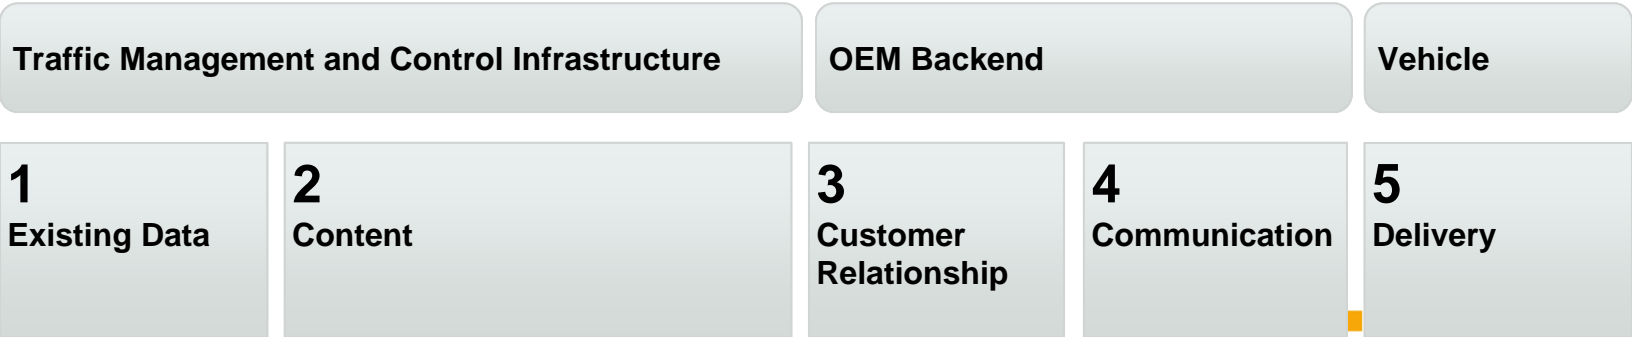 Traffic Management and Control Infrastructure
OEM Backend
Vehicle
1
Existing Data
2
Content
3
Customer
Relationship
4
Communication
5
Delivery